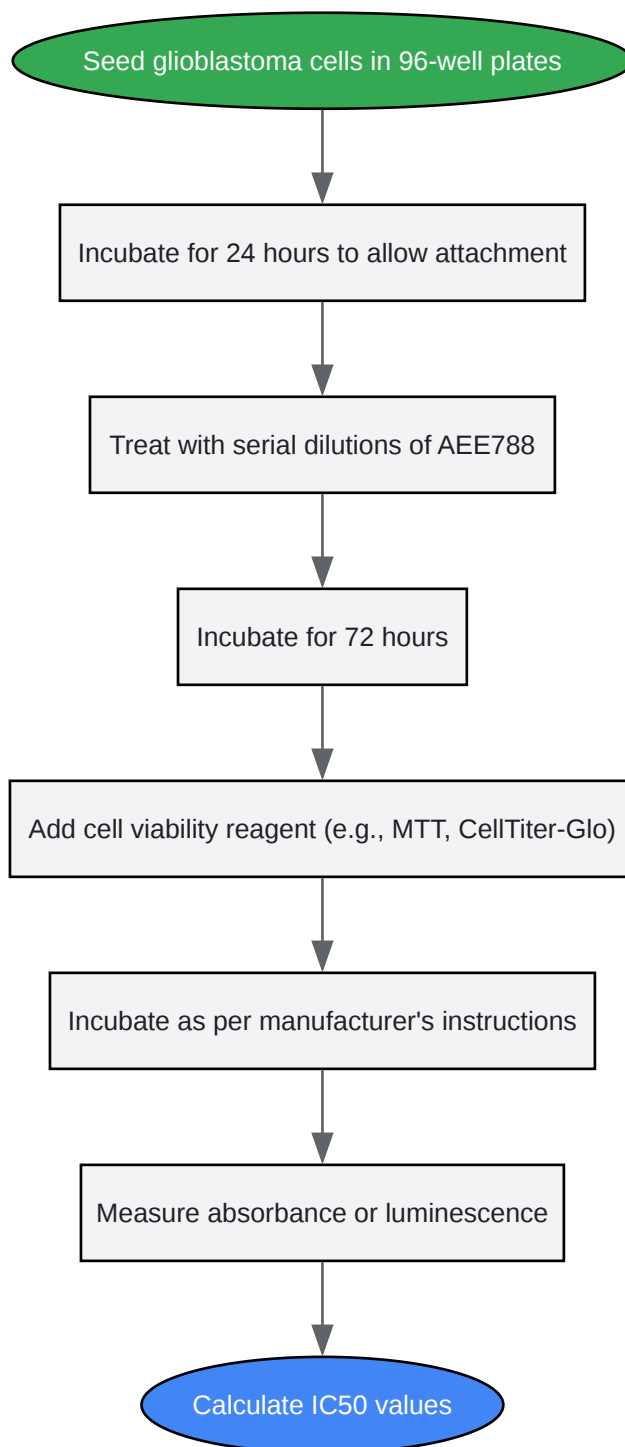 Seed glioblastoma cells in 96-well plates
Incubate for 24 hours to allow attachment
Treat with serial dilutions of AEE788
Incubate for 72 hours
Add cell viability reagent (e.g., MTT, CellTiter-Glo)
Incubate as per manufacturer's instructions
Measure absorbance or luminescence
Calculate IC50 values